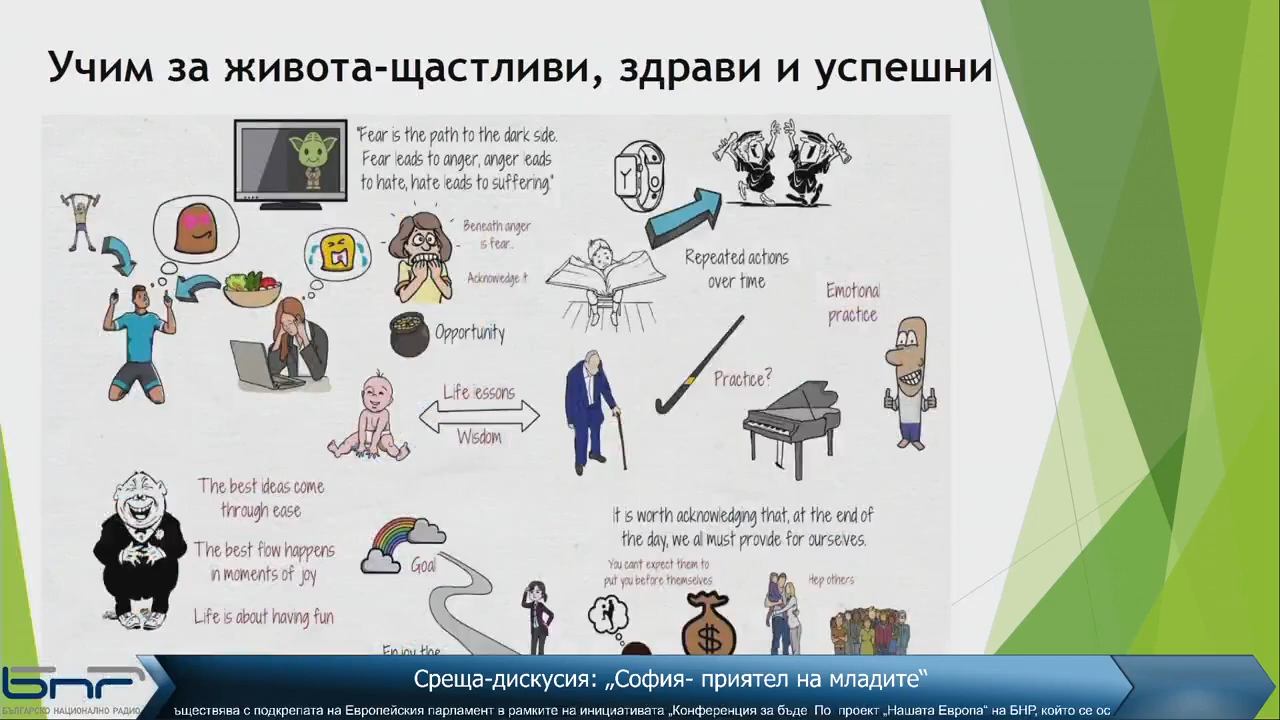 Учим за живота-щастливи, здрави и успешни
"Fear is the path to the dark side.
Fear leads to anger, anger leads
to hate, hate leads to suffering."
Beneath anger
is fear..
Acknowledge it
Y
Repeated actions
over time
Emotional
practice
Opportunity
Practice?
Life lessons
Wisdom
The best ideas come
through ease
The best flow happens
in moments of joy
Life is about having fun
Goal
Enjoy the
It is worth acknowledging that, at the end of
the day, we all must provide for ourselves.
You can't expect them to
put you before themselves
Help others
$
БНР
БЪЛГАРСКО НАЦИОНАЛНО РАДИО
Среща-дискусия: „София- приятел на младите“
ъществява с подкрепата на Европейския парламент в рамките на инициативата „Конференция за бъде По проект „Нашата Европа“ на БНР, който се ос